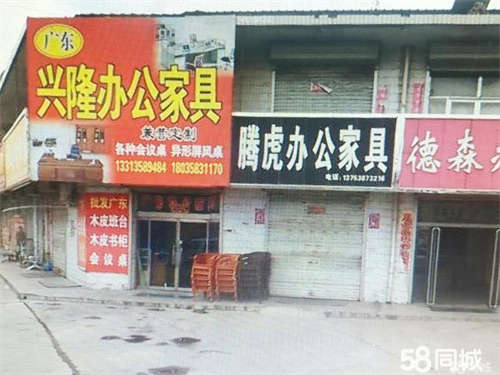 广东
兴隆办公家具
兼营定制
各种会议桌 异形屏风桌
13313589484 18035831170
批发广东
木皮班台
木皮书柜
会议桌
腾虎办公家具
电话:13753873216
德森
58同城